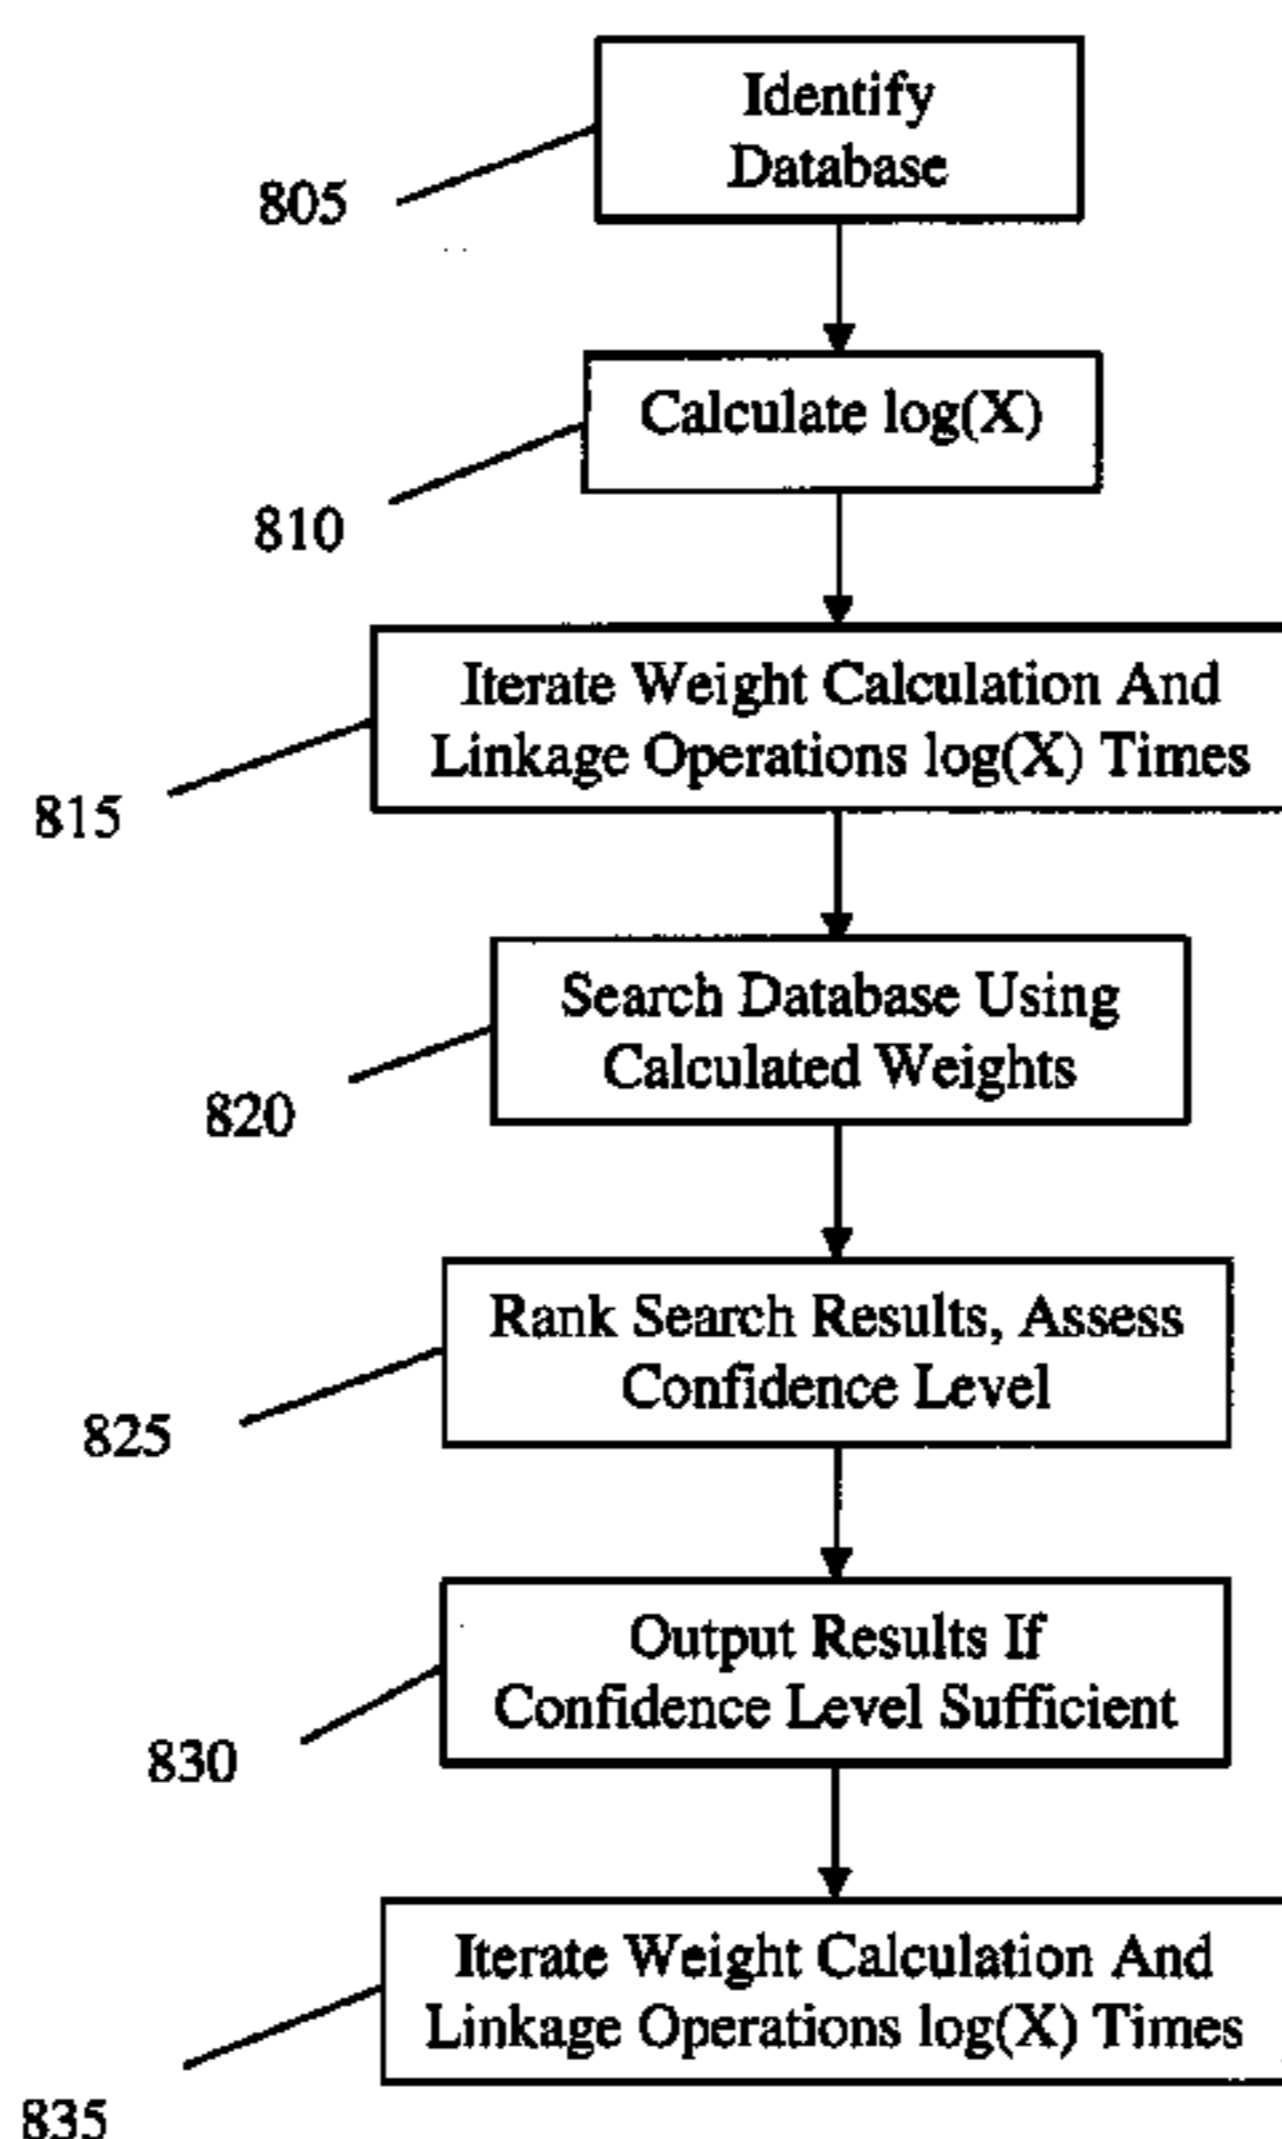 Identify
Database
805
Calculate log(X)
810
Iterate Weight Calculation And
Linkage Operations log(X) Times
815
Search Database Using
Calculated Weights
820
Rank Search Results, Assess
Confidence Level
825
Output Results If
Confidence Level Sufficient
830
Iterate Weight Calculation And
Linkage Operations log(X) Times
835